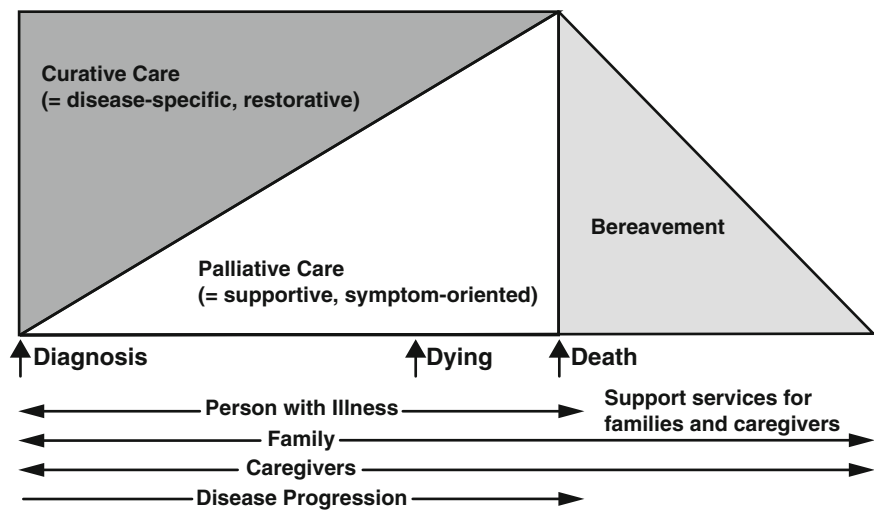 Curative Care
(= disease-specific, restorative)
Bereavement
Palliative Care
(= supportive, symptom-oriented)
Diagnosis
Dying
Death
Person with Illness
Support services for
families and caregivers
Family
Caregivers
Disease Progression